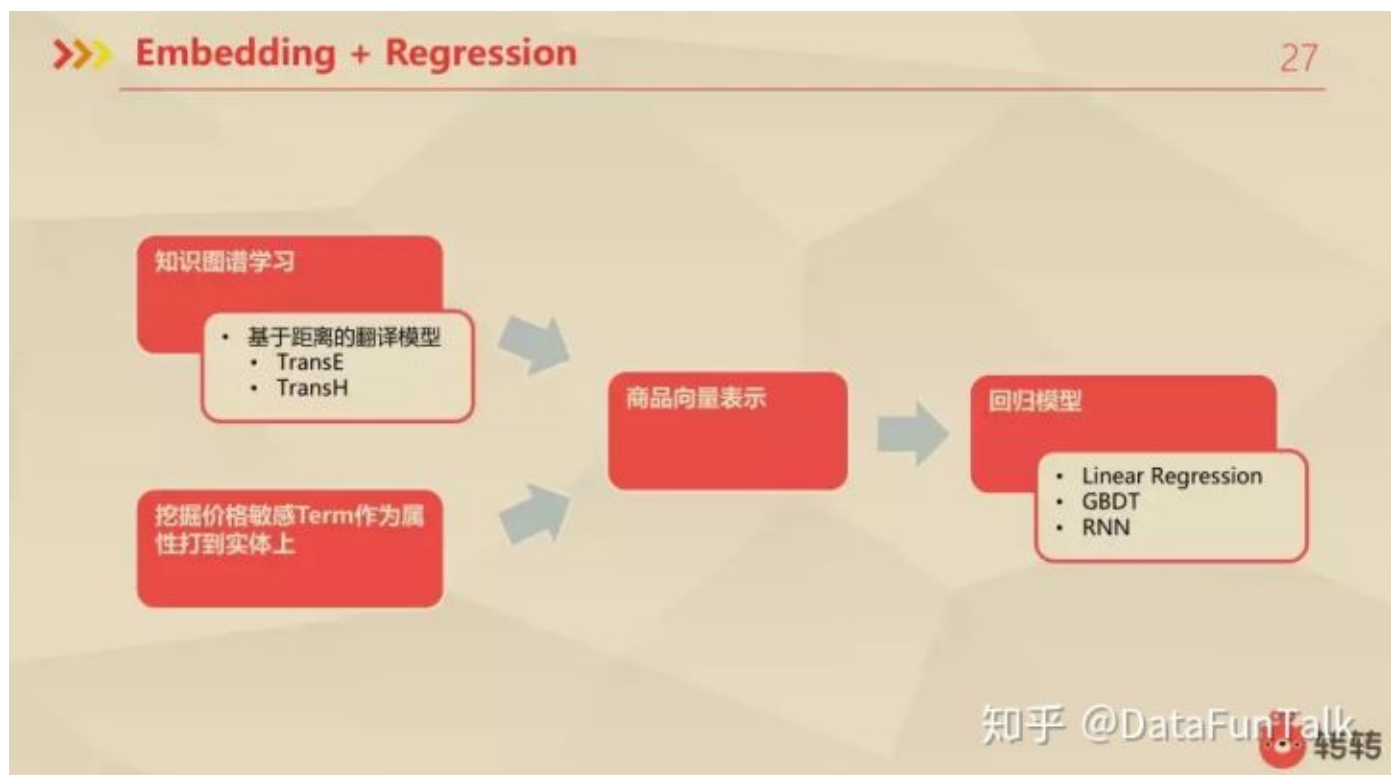 Embedding + Regression
27
知识图谱学习
• 基于距离的翻译模型
• TransE
• TransH
挖掘价格敏感Term作为属
性打到实体上
商品向量表示
回归模型
• Linear Regression
• GBDT
• RNN
知乎 @DataFunTalk
转转